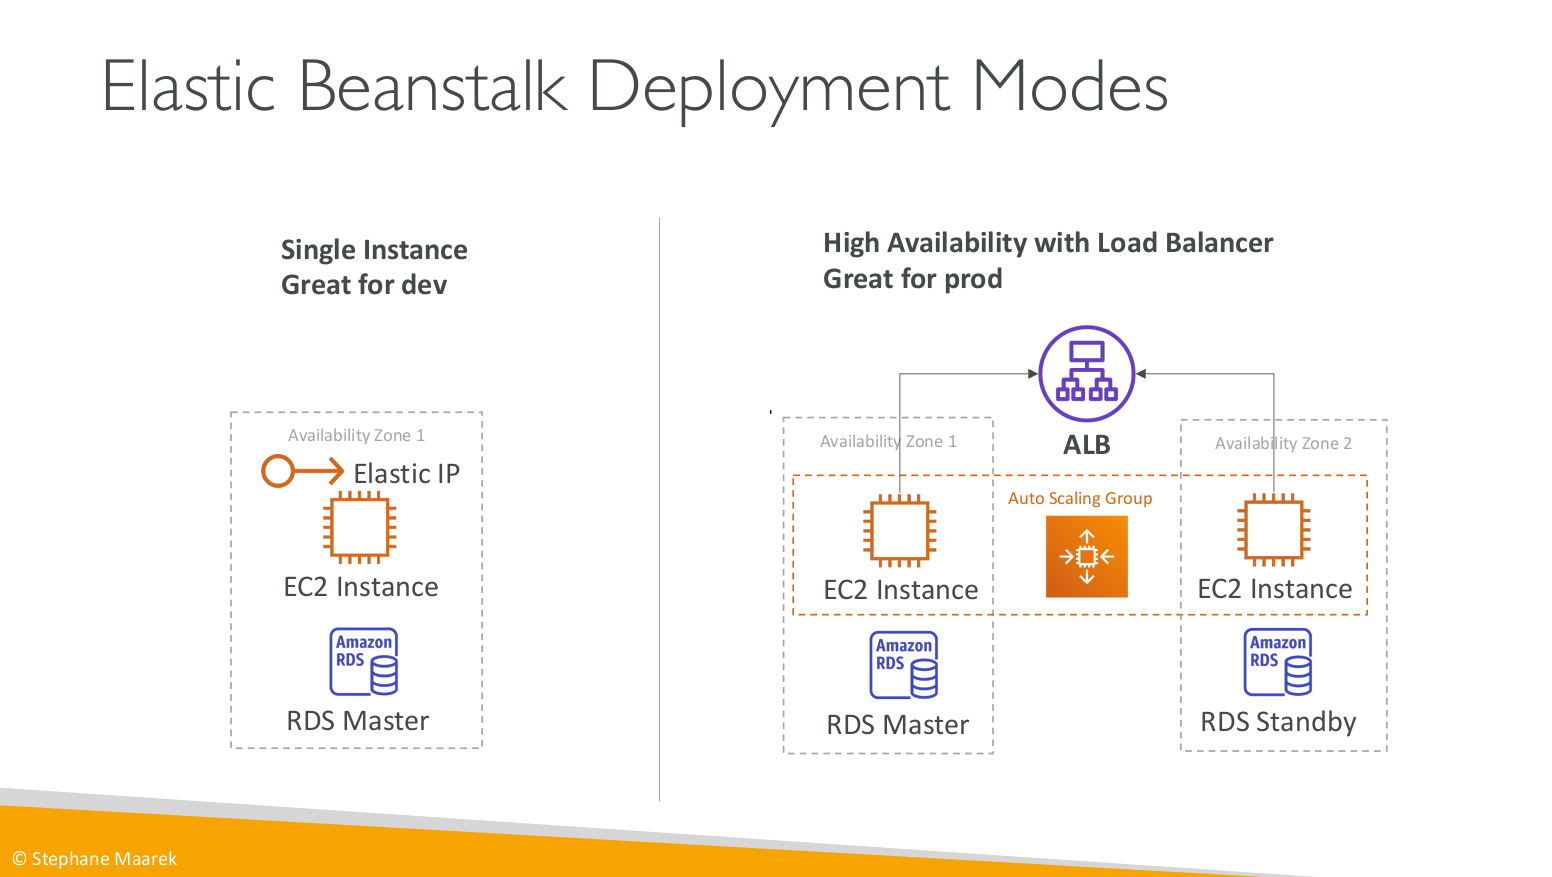 Elastic Beanstalk Deployment Modes
Single Instance
Great for dev
Availability Zone 1
Elastic IP
EC2 Instance
Amazon
RDS
RDS Master
High Availability with Load Balancer
Great for prod
ALB
Availability Zone 1
Availability Zone 2
Auto Scaling Group
EC2 Instance
EC2 Instance
Amazon
RDS
RDS Master
Amazon
RDS
RDS Standby
© Stephane Maarek